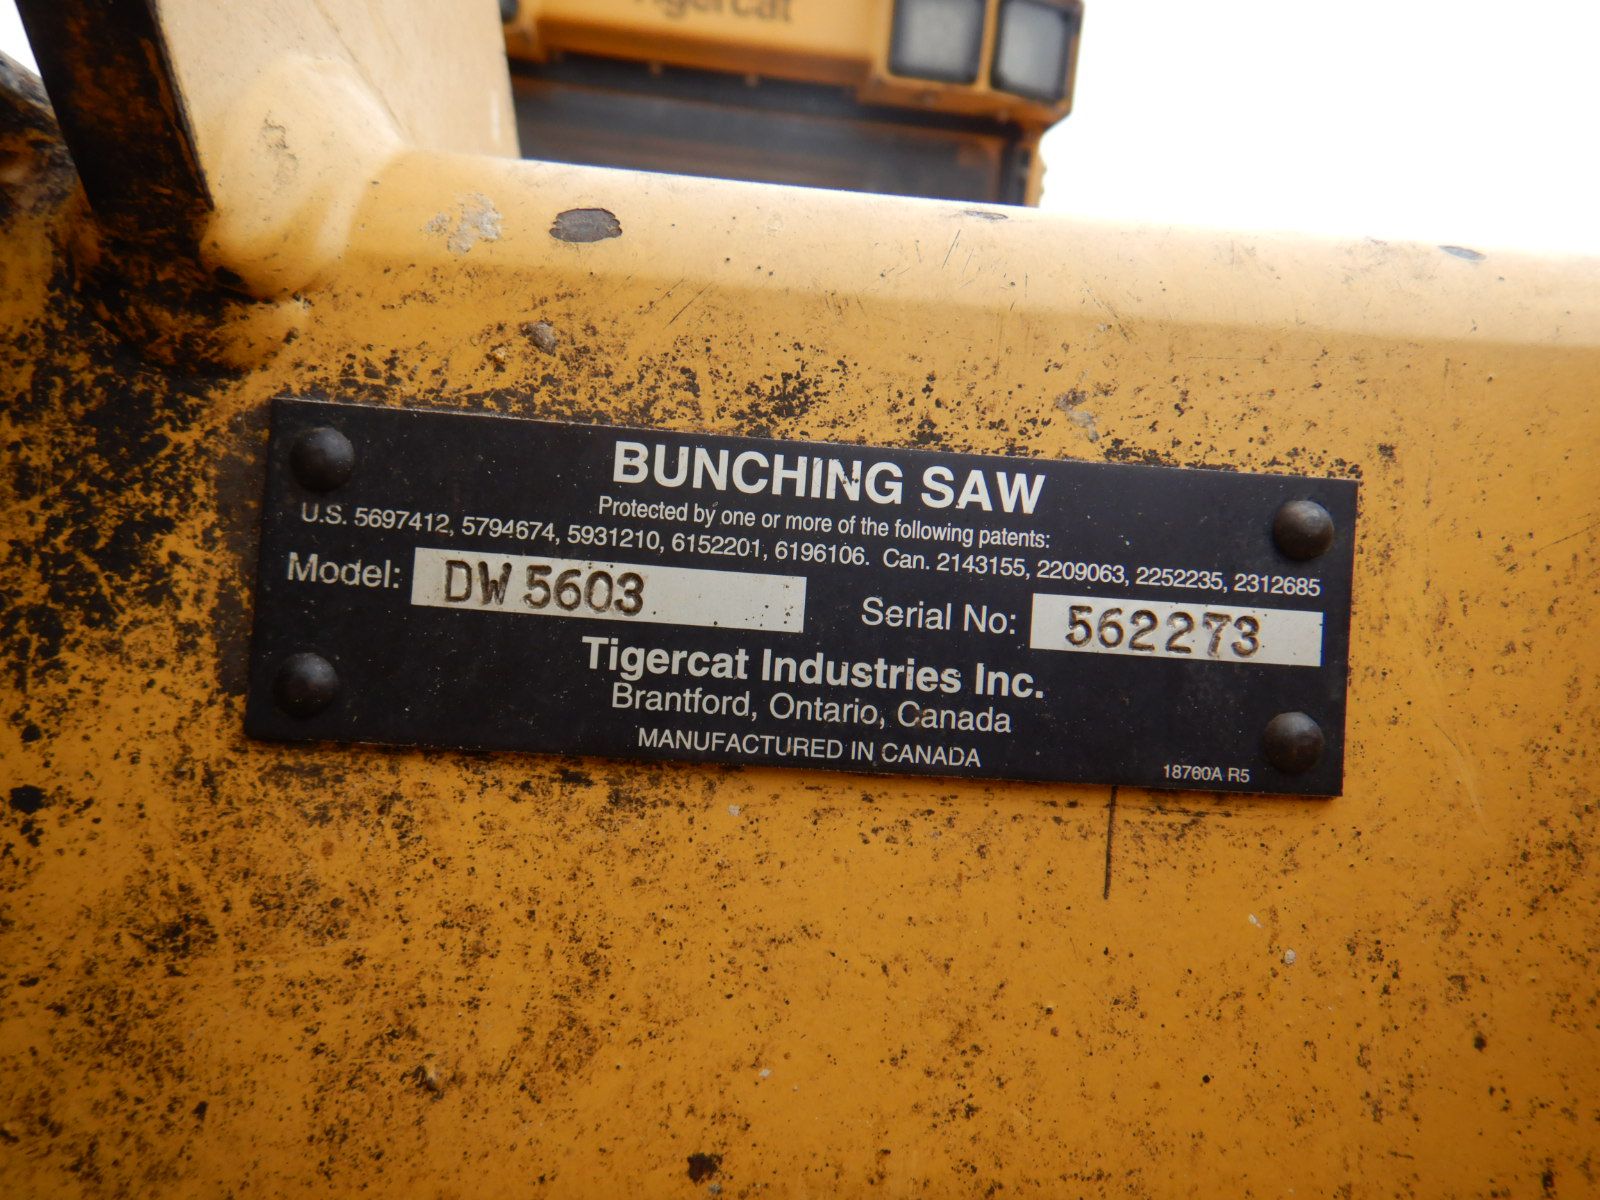 Tigercat
BUNCHING SAW
Protected by one or more of the following patents:
U.S. 5697412, 5794674, 5931210, 6152201, 6196106. Can. 2143155, 2209063, 2252235, 2312685
Model: DW 5603 Serial No: 562273
Tigercat Industries Inc.
Brantford, Ontario, Canada
MANUFACTURED IN CANADA
18760A R5